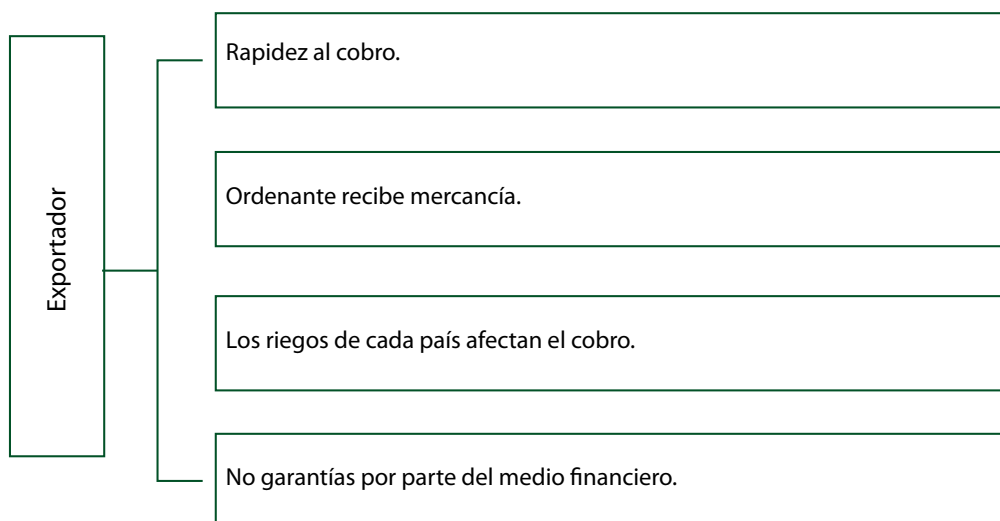 Exportador
Rapidez al cobro.
Ordenante recibe mercancía.
Los riegos de cada país afectan el cobro.
No garantías por parte del medio financiero.